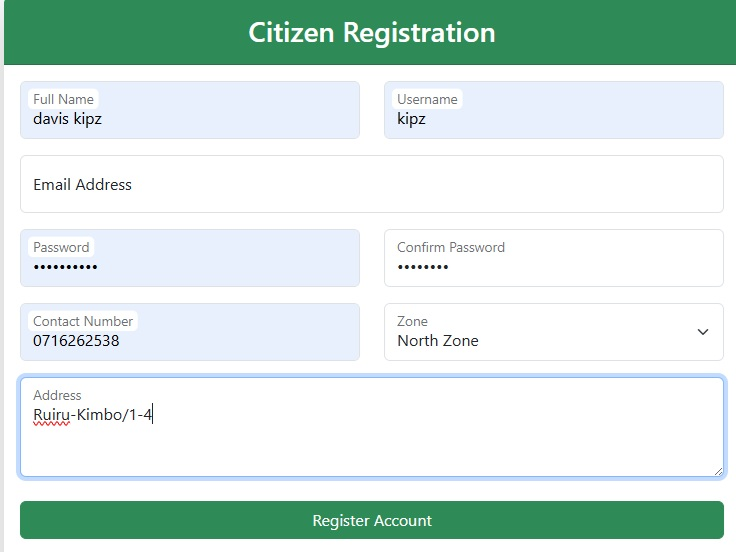 Citizen Registration
Full Name
davis kipz
Username
kipz
Email Address
Password
••••••••••
Confirm Password
••••••••
Contact Number
0716262538
Zone
North Zone
Address
Ruiru-Kimbo/1-4
Register Account